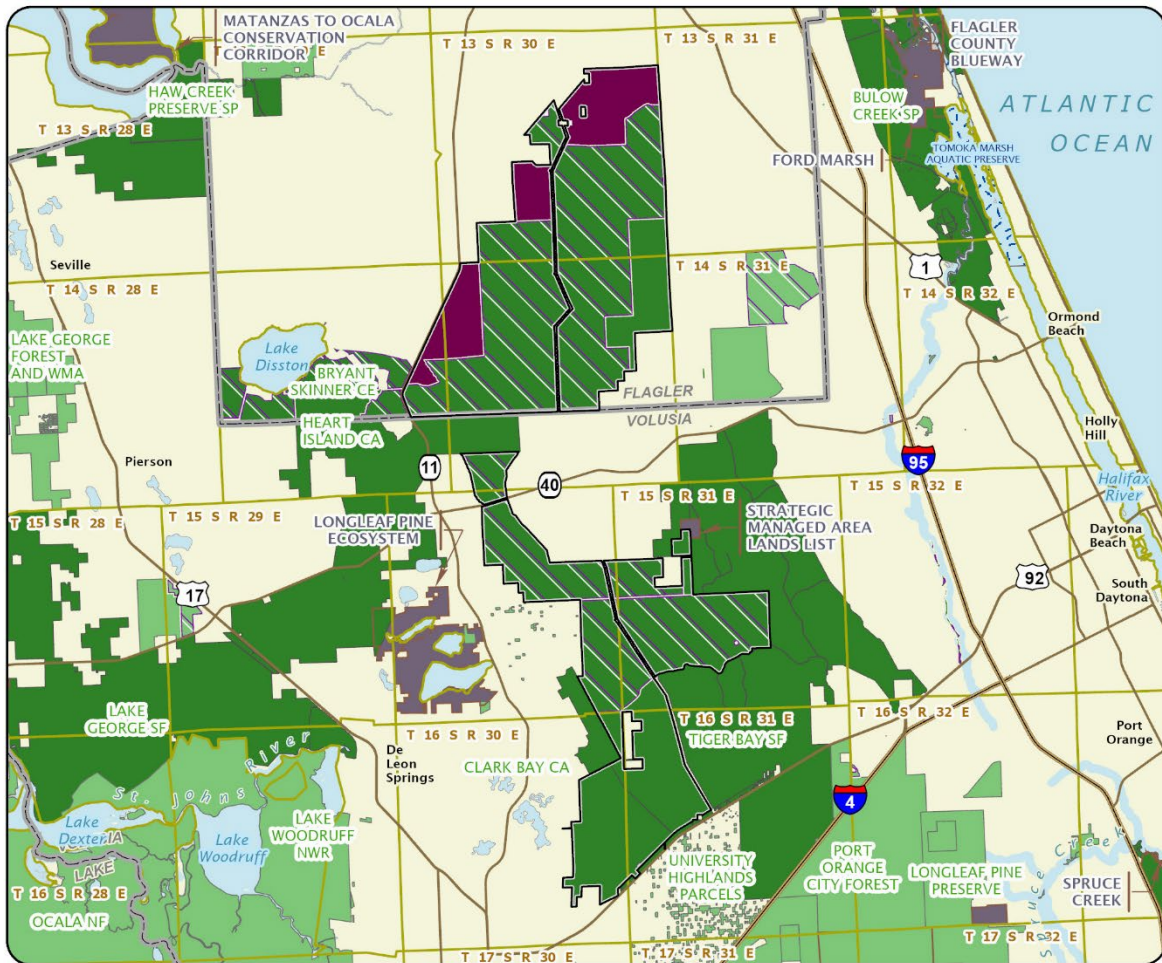 MATANZAS TO OCALA
CONSERVATION
CORRIDOR
T 13 S R 30 E
T 13 S R 31 E
FLAGLER
COUNTY
BLUEWAY
HAW CREEK
PRESERVE SP
T 13 S R 28 E
BULOW
CREEK SP
ATLANTIC
OCEAN
FORD MARSH
TOMOKA MARSH
AQUATIC PRESERVE
Seville
T 14 S R 28 E
T 14 S R 31 E
1
T 14 S R 32 E
Ormond
Beach
LAKE GEORGE
FOREST
AND WMA
Lake
Disston
BRYANT
SKINNER CE
FLAGLER
VOLUSIA
HEART
ISLAND CA
Holly
Hill
Pierson
11
40
95
Halifax
River
T 15 S R 28 E
T 15 S R 29 E
LONGLEAF PINE
ECOSYSTEM
T 15 S R 31 E
T 15 S R 32 E
STRATEGIC
MANAGED AREA
LANDS LIST
Daytona
Beach
17
92
South
Daytona
LAKE
GEORGE SF
T 16 S R 30 E
T 16 S R 31 E
TIGER BAY SF
T 16 S R 32 E
Port
Orange
De
Leon
Springs
CLARK BAY CA
4
St. Johns River
Lake
Dexter
IA
LAKE
Lake
Woodruff
LAKE
WOODRUFF
NWR
UNIVERSITY
HIGHLANDS
PARCELS
PORT
ORANGE
CITY FOREST
LONGLEAF PINE
PRESERVE
Spruce Creek
SPRUCE
CREEK
T 16 S R 28 E
OCALA NF
T 17 S R 30 E
T 17 S R 31 E
T 17 S R 32 E